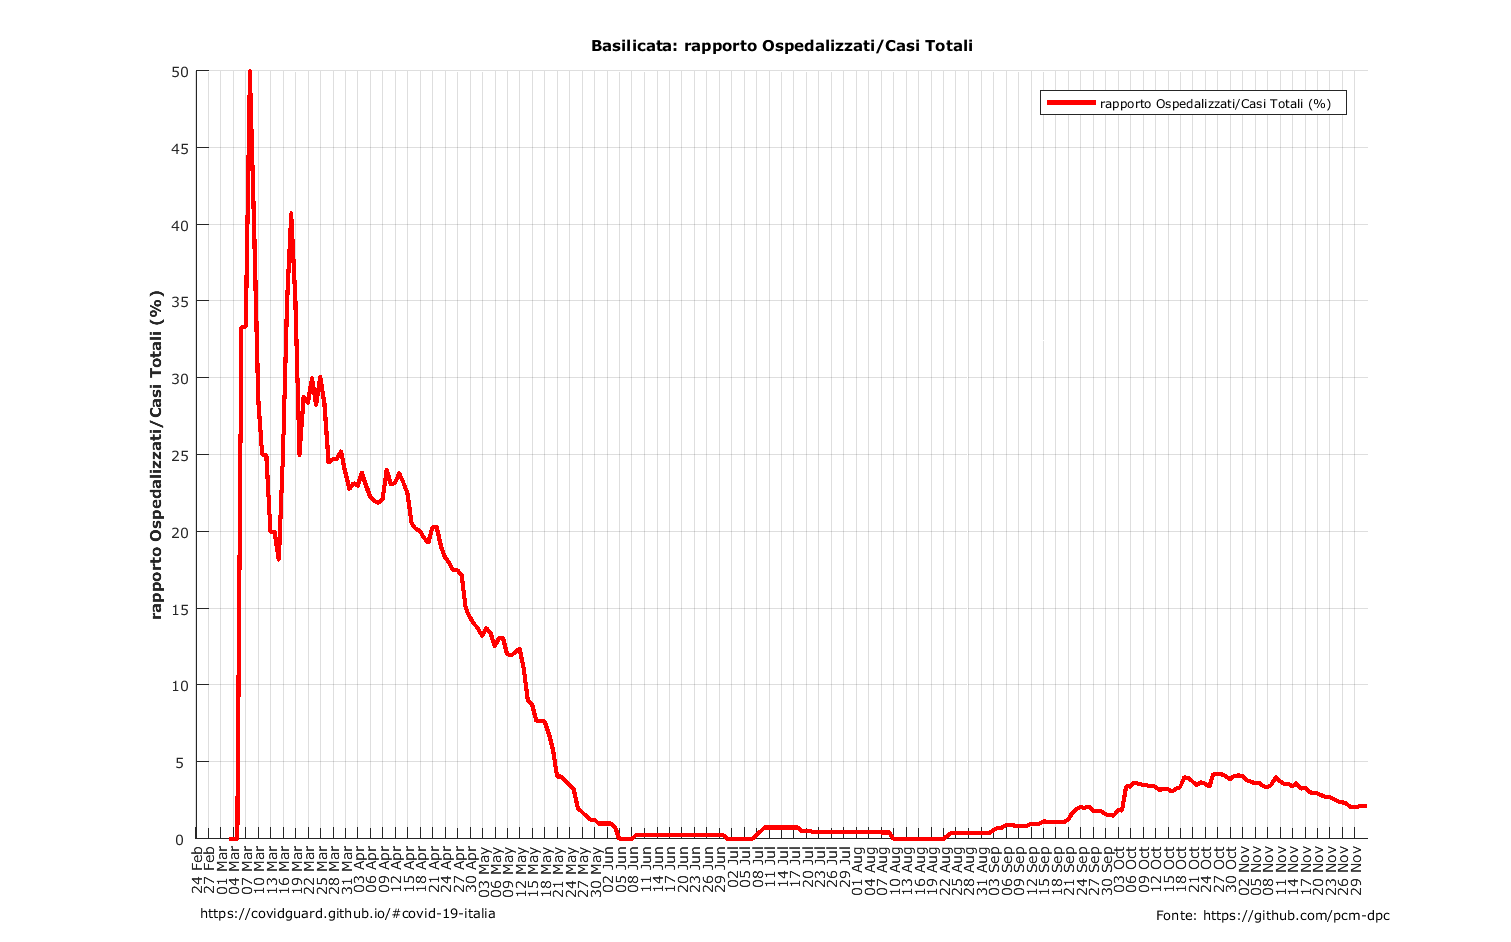 Basilicata: rapporto Ospedalizzati/Casi Totali
rapporto Ospedalizzati/Casi Totali (%)
rapporto Ospedalizzati/Casi Totali (%)
50
45
40
35
30
25
20
15
10
5
0
24 Feb
27 Feb
01 Mar
04 Mar
07 Mar
10 Mar
13 Mar
16 Mar
19 Mar
22 Mar
25 Mar
28 Mar
31 Mar
03 Apr
06 Apr
09 Apr
12 Apr
15 Apr
18 Apr
21 Apr
24 Apr
27 Apr
30 Apr
03 May
06 May
09 May
12 May
15 May
18 May
21 May
24 May
27 May
30 May
02 Jun
05 Jun
08 Jun
11 Jun
14 Jun
17 Jun
20 Jun
23 Jun
26 Jun
29 Jun
02 Jul
05 Jul
08 Jul
11 Jul
14 Jul
17 Jul
20 Jul
23 Jul
26 Jul
29 Jul
01 Aug
04 Aug
07 Aug
10 Aug
13 Aug
16 Aug
19 Aug
22 Aug
25 Aug
28 Aug
31 Aug
03 Sep
06 Sep
09 Sep
12 Sep
15 Sep
18 Sep
21 Sep
24 Sep
27 Sep
30 Sep
03 Oct
06 Oct
09 Oct
12 Oct
15 Oct
18 Oct
21 Oct
24 Oct
27 Oct
30 Oct
02 Nov
05 Nov
08 Nov
11 Nov
14 Nov
17 Nov
20 Nov
23 Nov
26 Nov
29 Nov
https://covidguard.github.io/#covid-19-italia
Fonte: https://github.com/pcm-dpc